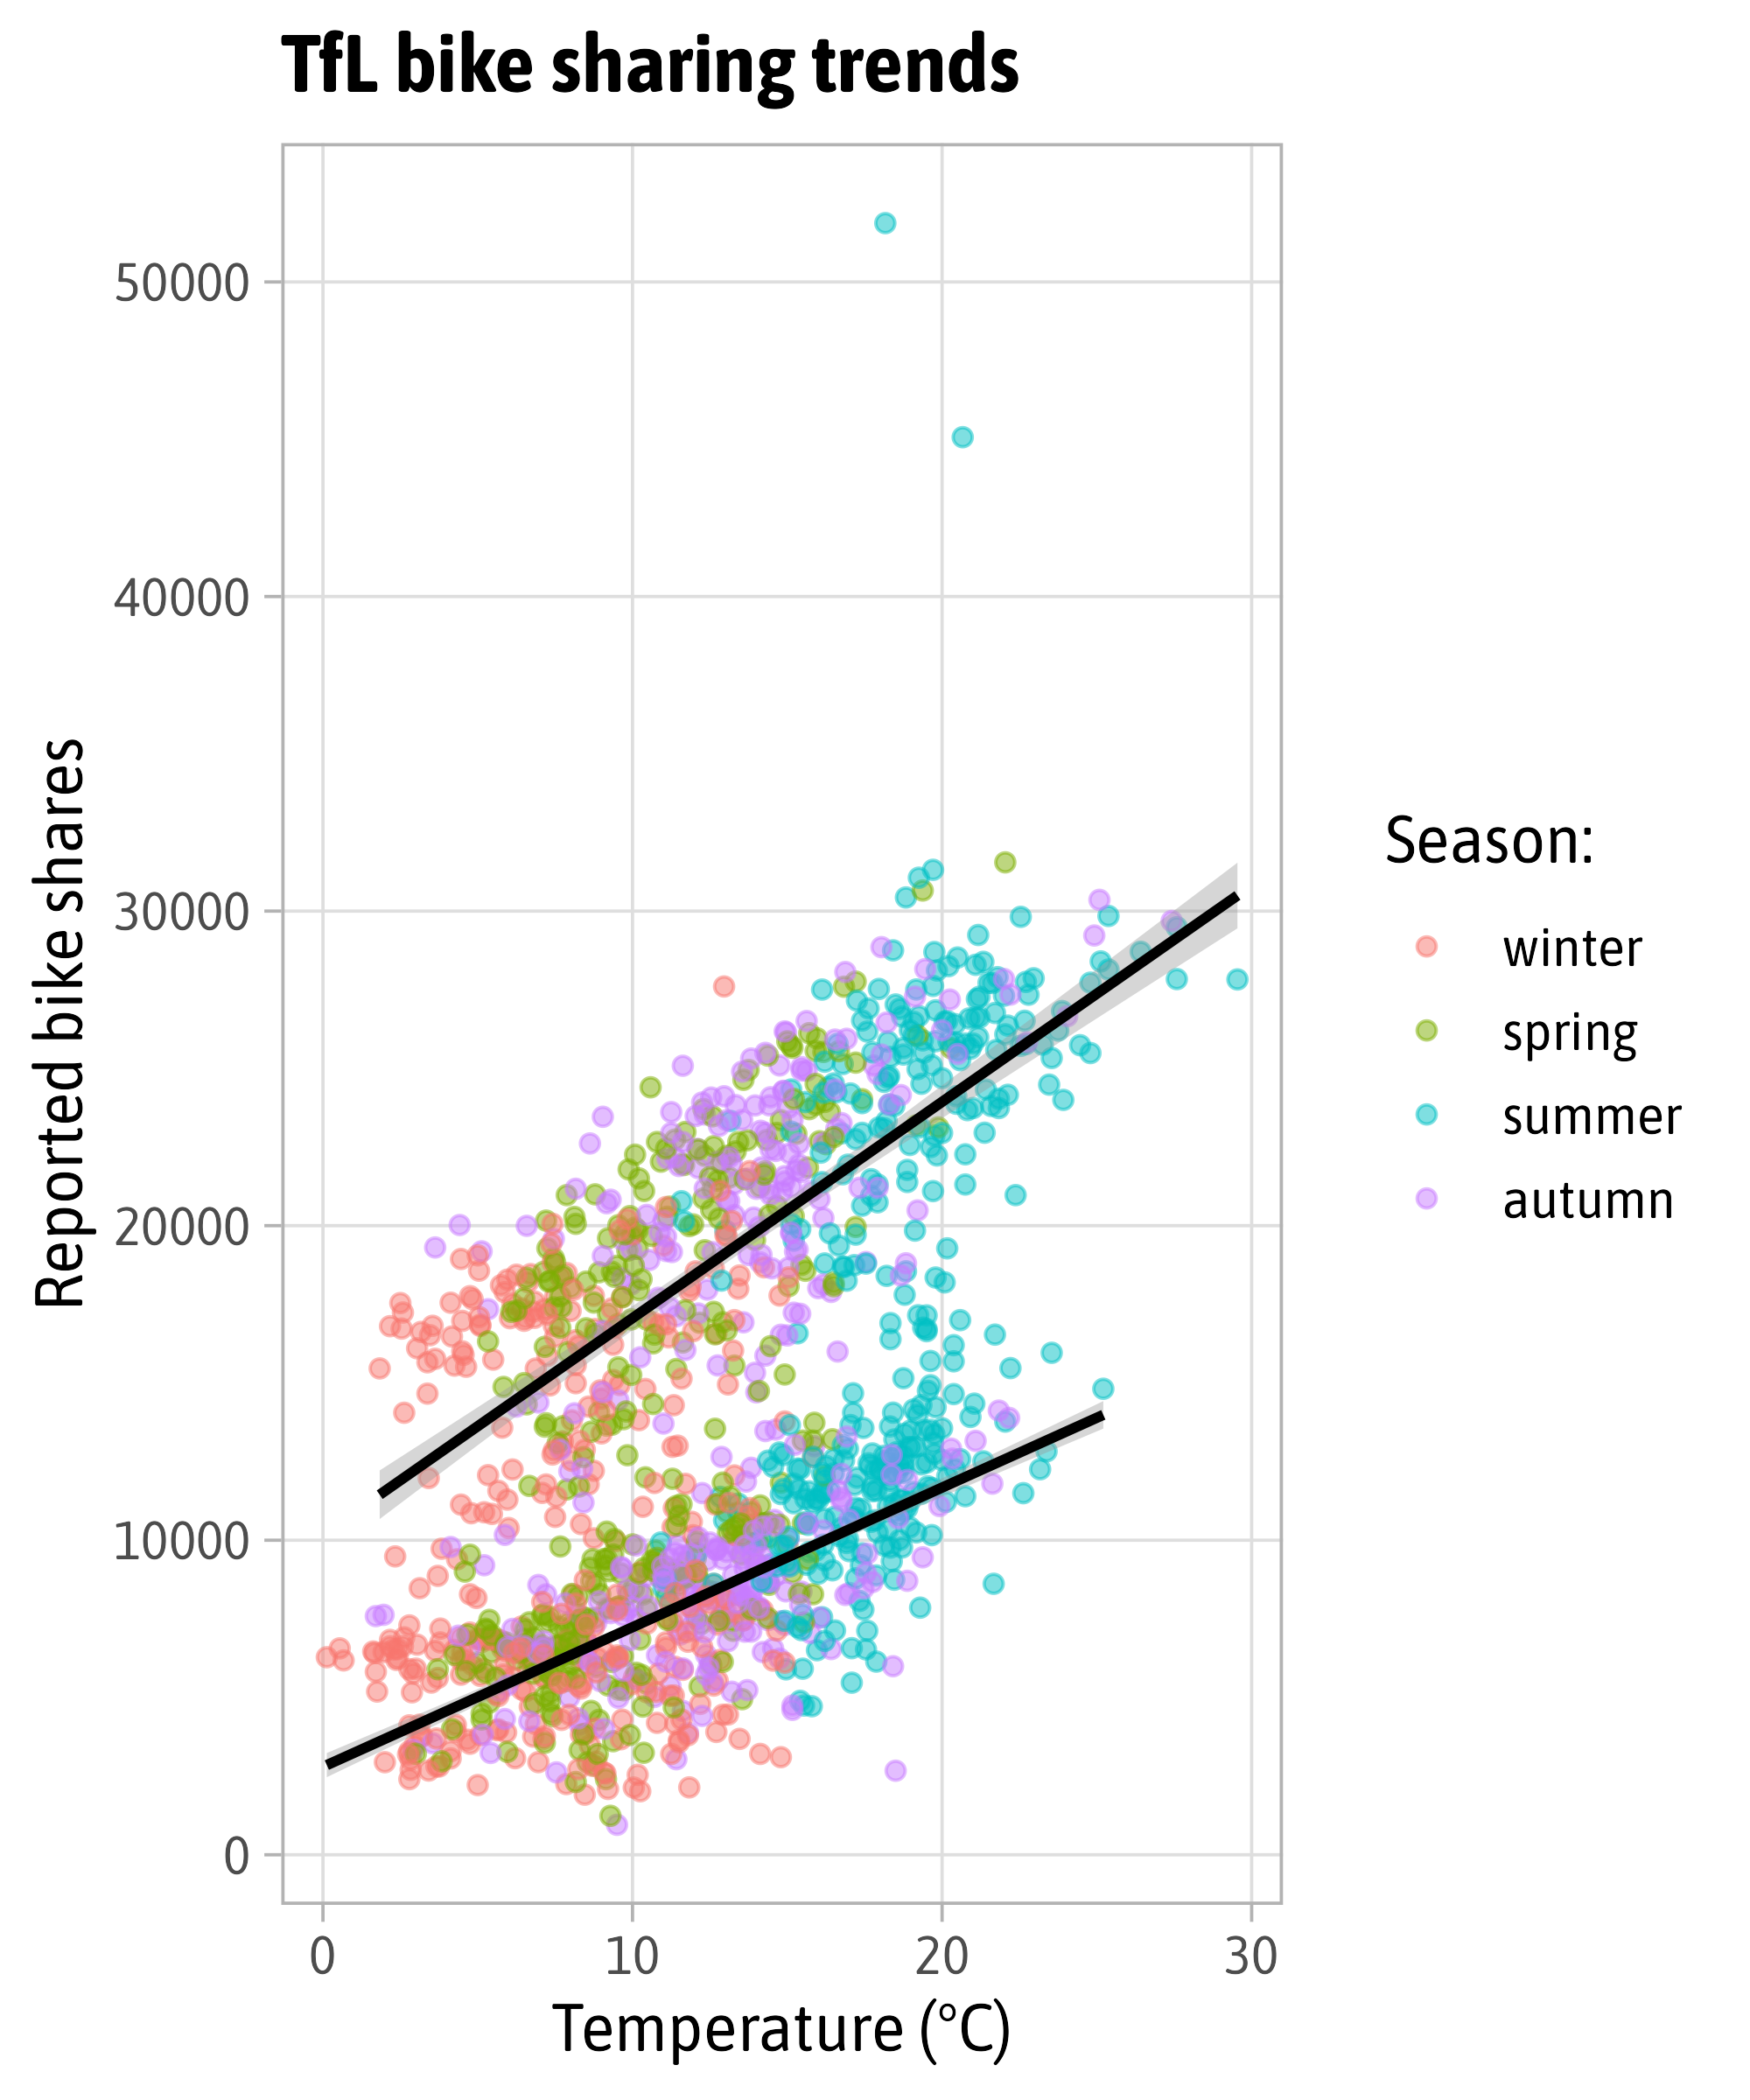 TfL bike sharing trends
Reported bike shares
50000
40000
30000
20000
10000
0
0 10 20 30
Temperature (°C)
Season:
winter
spring
summer
autumn